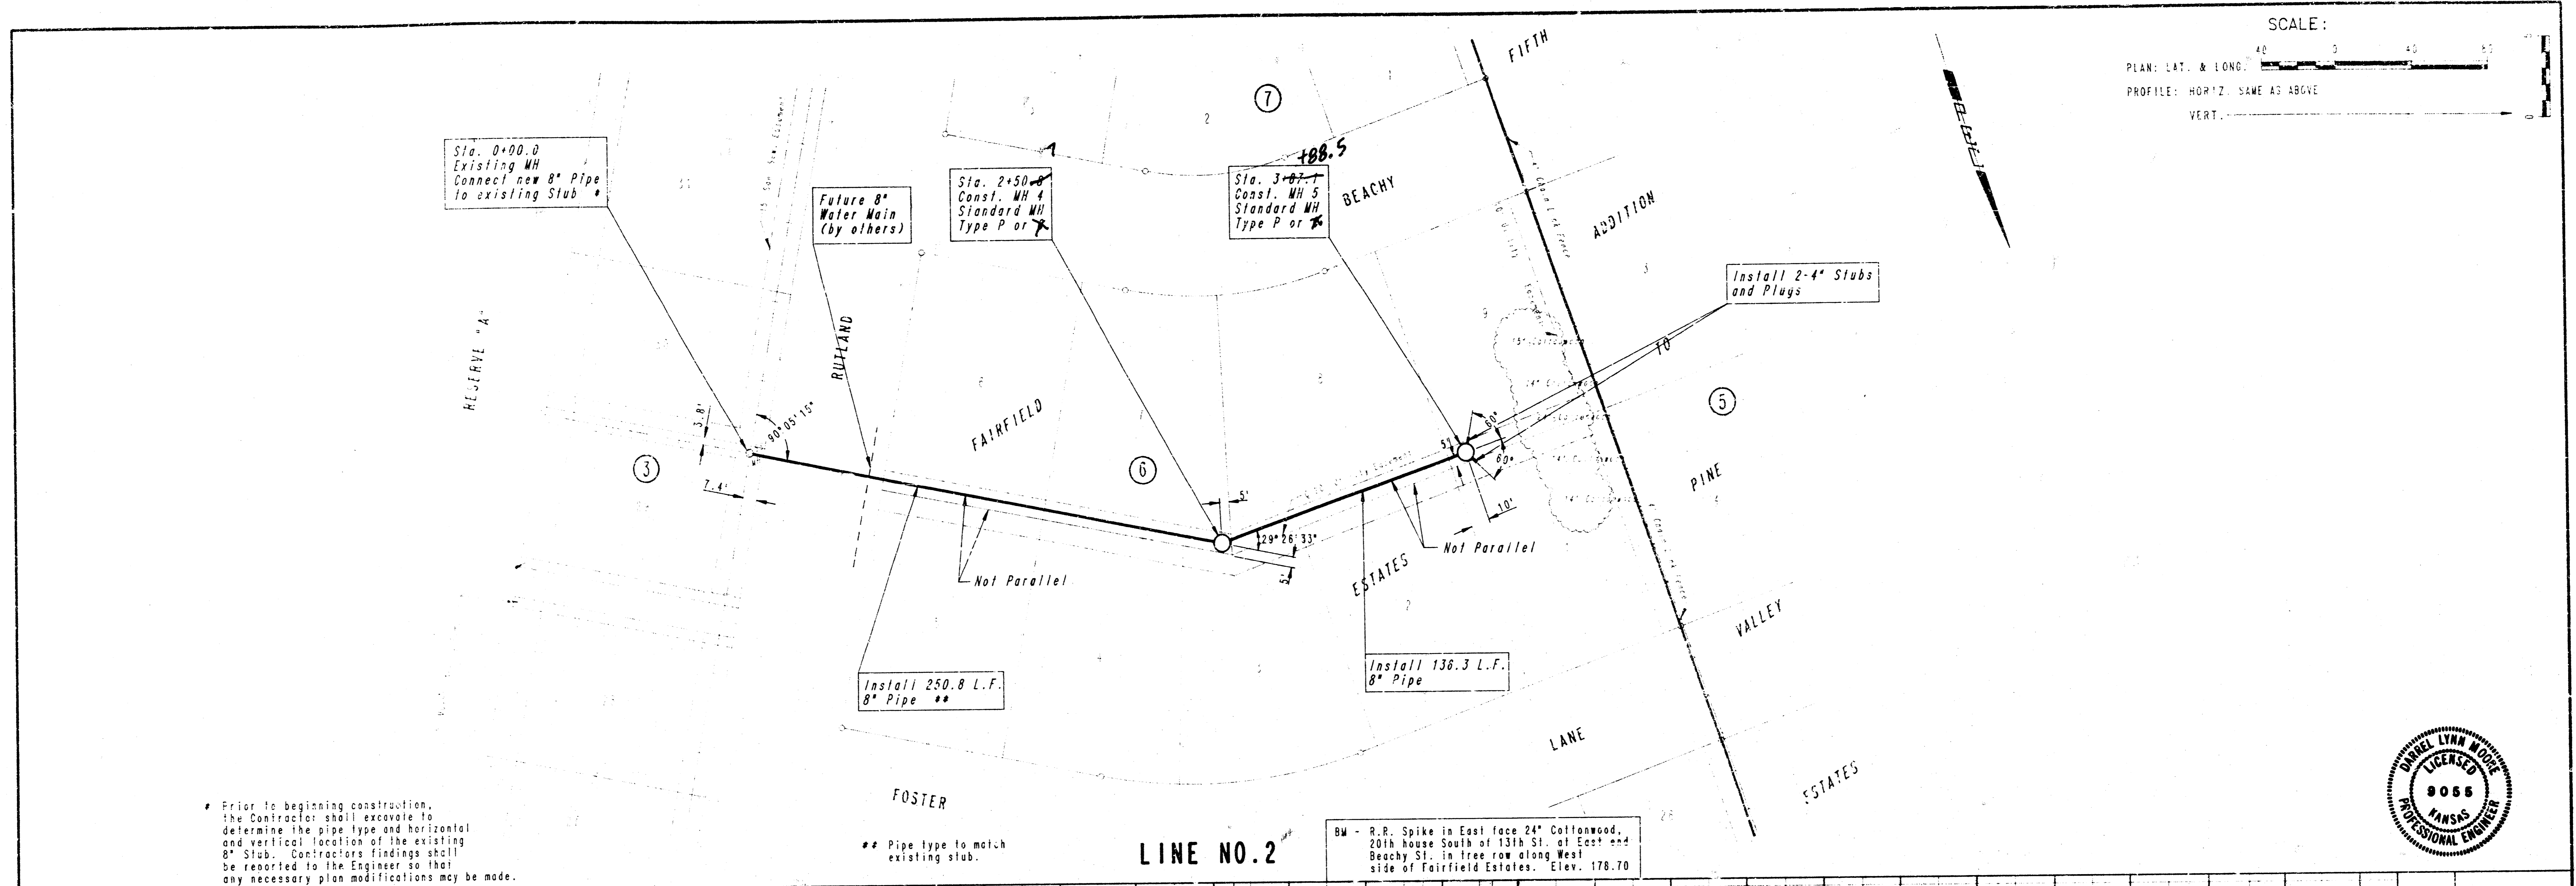 SCALE:
40 0 40 80
PLAN: LAT. & LONG.
PROFILE: HORIZ. SAME AS ABOVE
VERT.
FIFTH
7
2
1
+88.5
Sta. 0+00.0
Existing MH
Connect new 8" Pipe
to existing Stub *
Future 8"
Water Main
(by others)
Sta. 2+50.8
Const. MH 4
Standard MH
Type P or
Sta. 3+87.1
Const. MH 5
Standard MH
Type P or
BEACHY
ADDITION
Install 2-4" Stubs
and Plugs
RESERVE "A"
RUTLAND
FAIRFIELD
3.8'
90°05'15"
7.4'
3
6
5
10
60°
60°
5'
10'
5'
29°26'33"
5'
PINE
Not Parallel
Not Parallel
ESTATES
VALLEY
Install 250.8 L.F.
8" Pipe **
Install 136.3 L.F.
8" Pipe
LANE
ESTATES
FOSTER
* Prior to beginning construction,
the Contractor shall excavate to
determine the pipe type and horizontal
and vertical location of the existing
8" Stub. Contractors findings shall
be reported to the Engineer so that
any necessary plan modifications may be made.
** Pipe type to match
existing stub.
LINE NO.2
BM - R.R. Spike in East face 24" Cottonwood,
20th house South of 13th St. at East end
Beachy St. in tree row along West
side of Fairfield Estates. Elev. 178.70
DARREL LYNN MOORE
LICENSED
9055
KANSAS
PROFESSIONAL ENGINEER